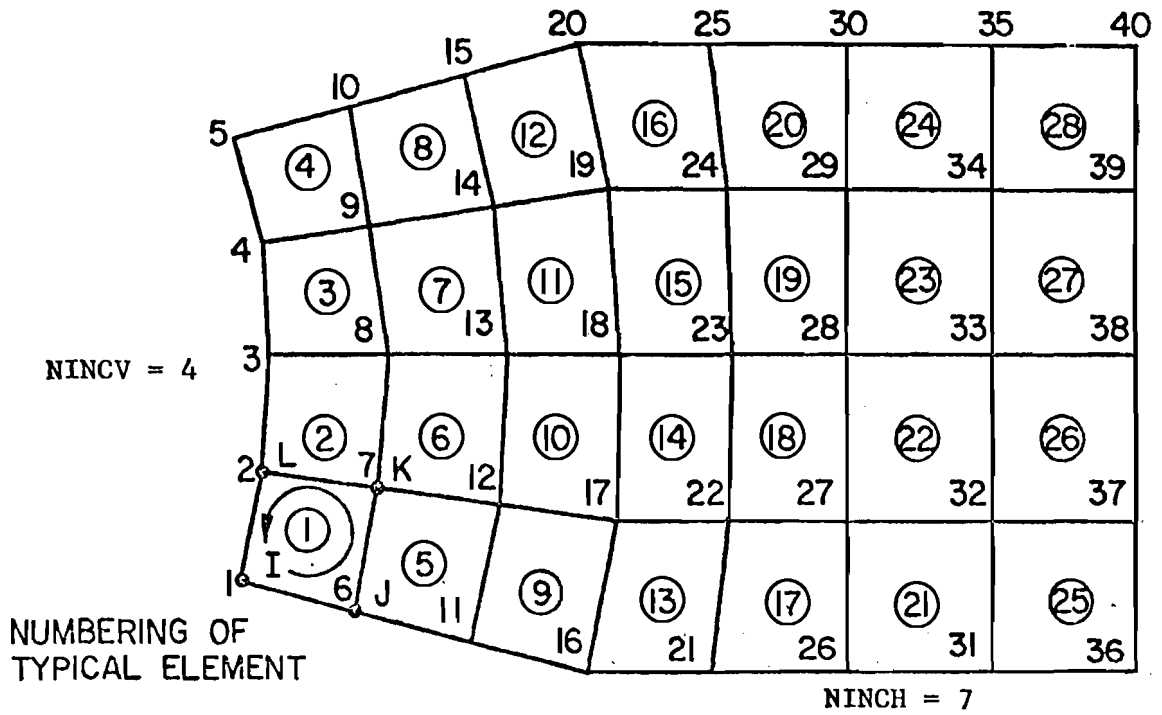 20 25 30 35 40
15
10
5
④ ⑧ ⑫ ⑯ ⑳ ㉔ ㉘
9 14 19 24 29 34 39
4
③ ⑦ ⑪ ⑮ ⑲ ㉓ ㉗
8 13 18 23 28 33 38
NINCV = 4
3
② ⑥ ⑩ ⑭ ⑱ ㉒ ㉖
2 L 7 K 12 17 22 27 32 37
① ⑤ ⑨ ⑬ ⑰ ㉑ ㉕
1 I 6 J 11 16 21 26 31 36
NUMBERING OF
TYPICAL ELEMENT
NINCH = 7